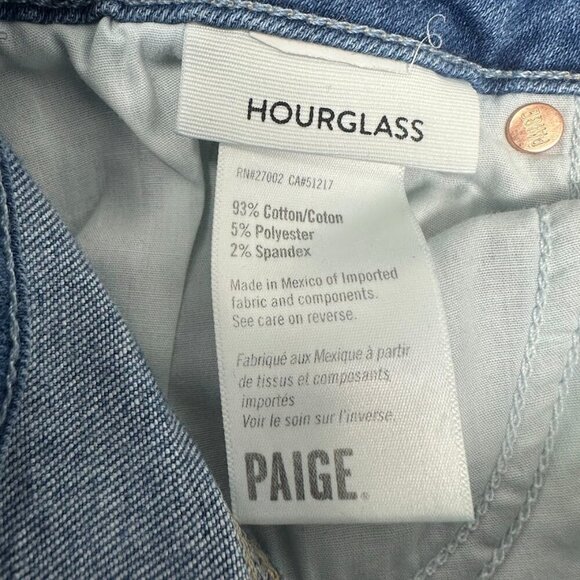 HOURGLASS
PAIGE
RN#27002 CA#51217
93% Cotton/Coton
5% Polyester
2% Spandex
Made in Mexico of Imported
fabric and components.
See care on reverse.
Fabriqué aux Mexique à partir
de tissus et composants
importés
Voir le soin sur l'inverse.
PAIGE®